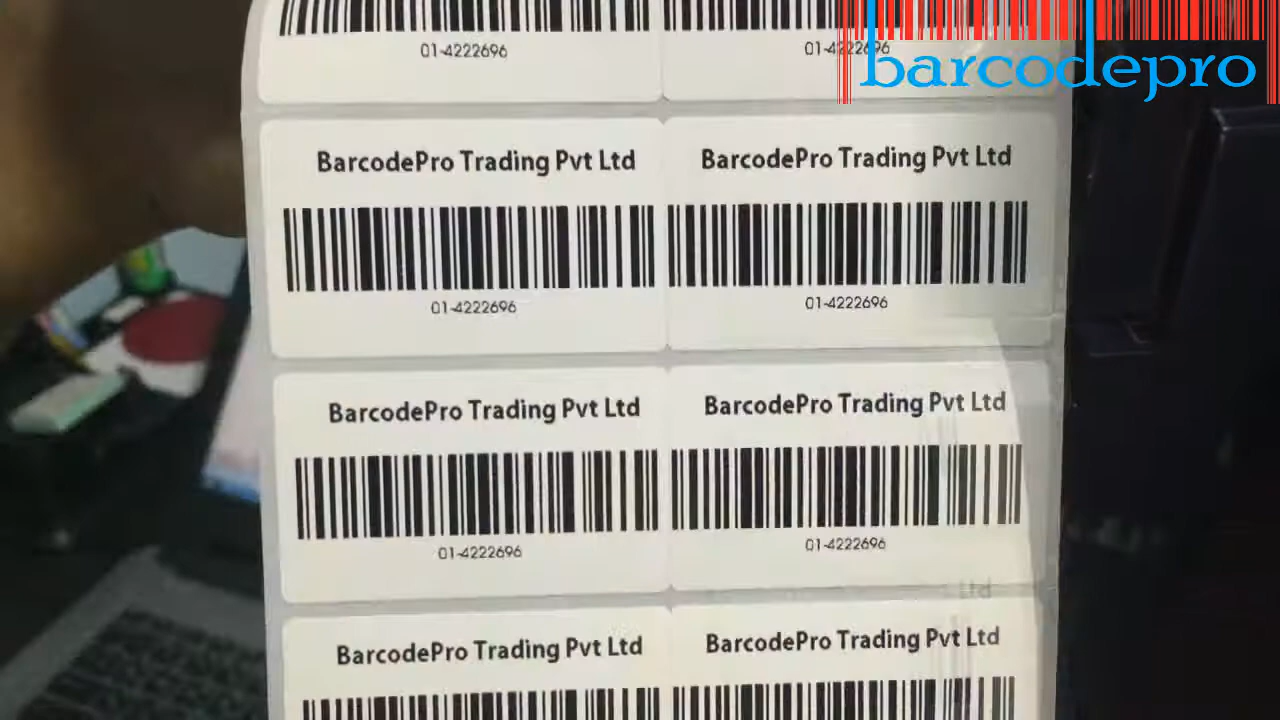 01-4222696 01-4222696
barcodepro
BarcodePro Trading Pvt Ltd BarcodePro Trading Pvt Ltd
01-4222696 01-4222696
BarcodePro Trading Pvt Ltd BarcodePro Trading Pvt Ltd
01-4222696 01-4222696
Ltd
BarcodePro Trading Pvt Ltd BarcodePro Trading Pvt Ltd